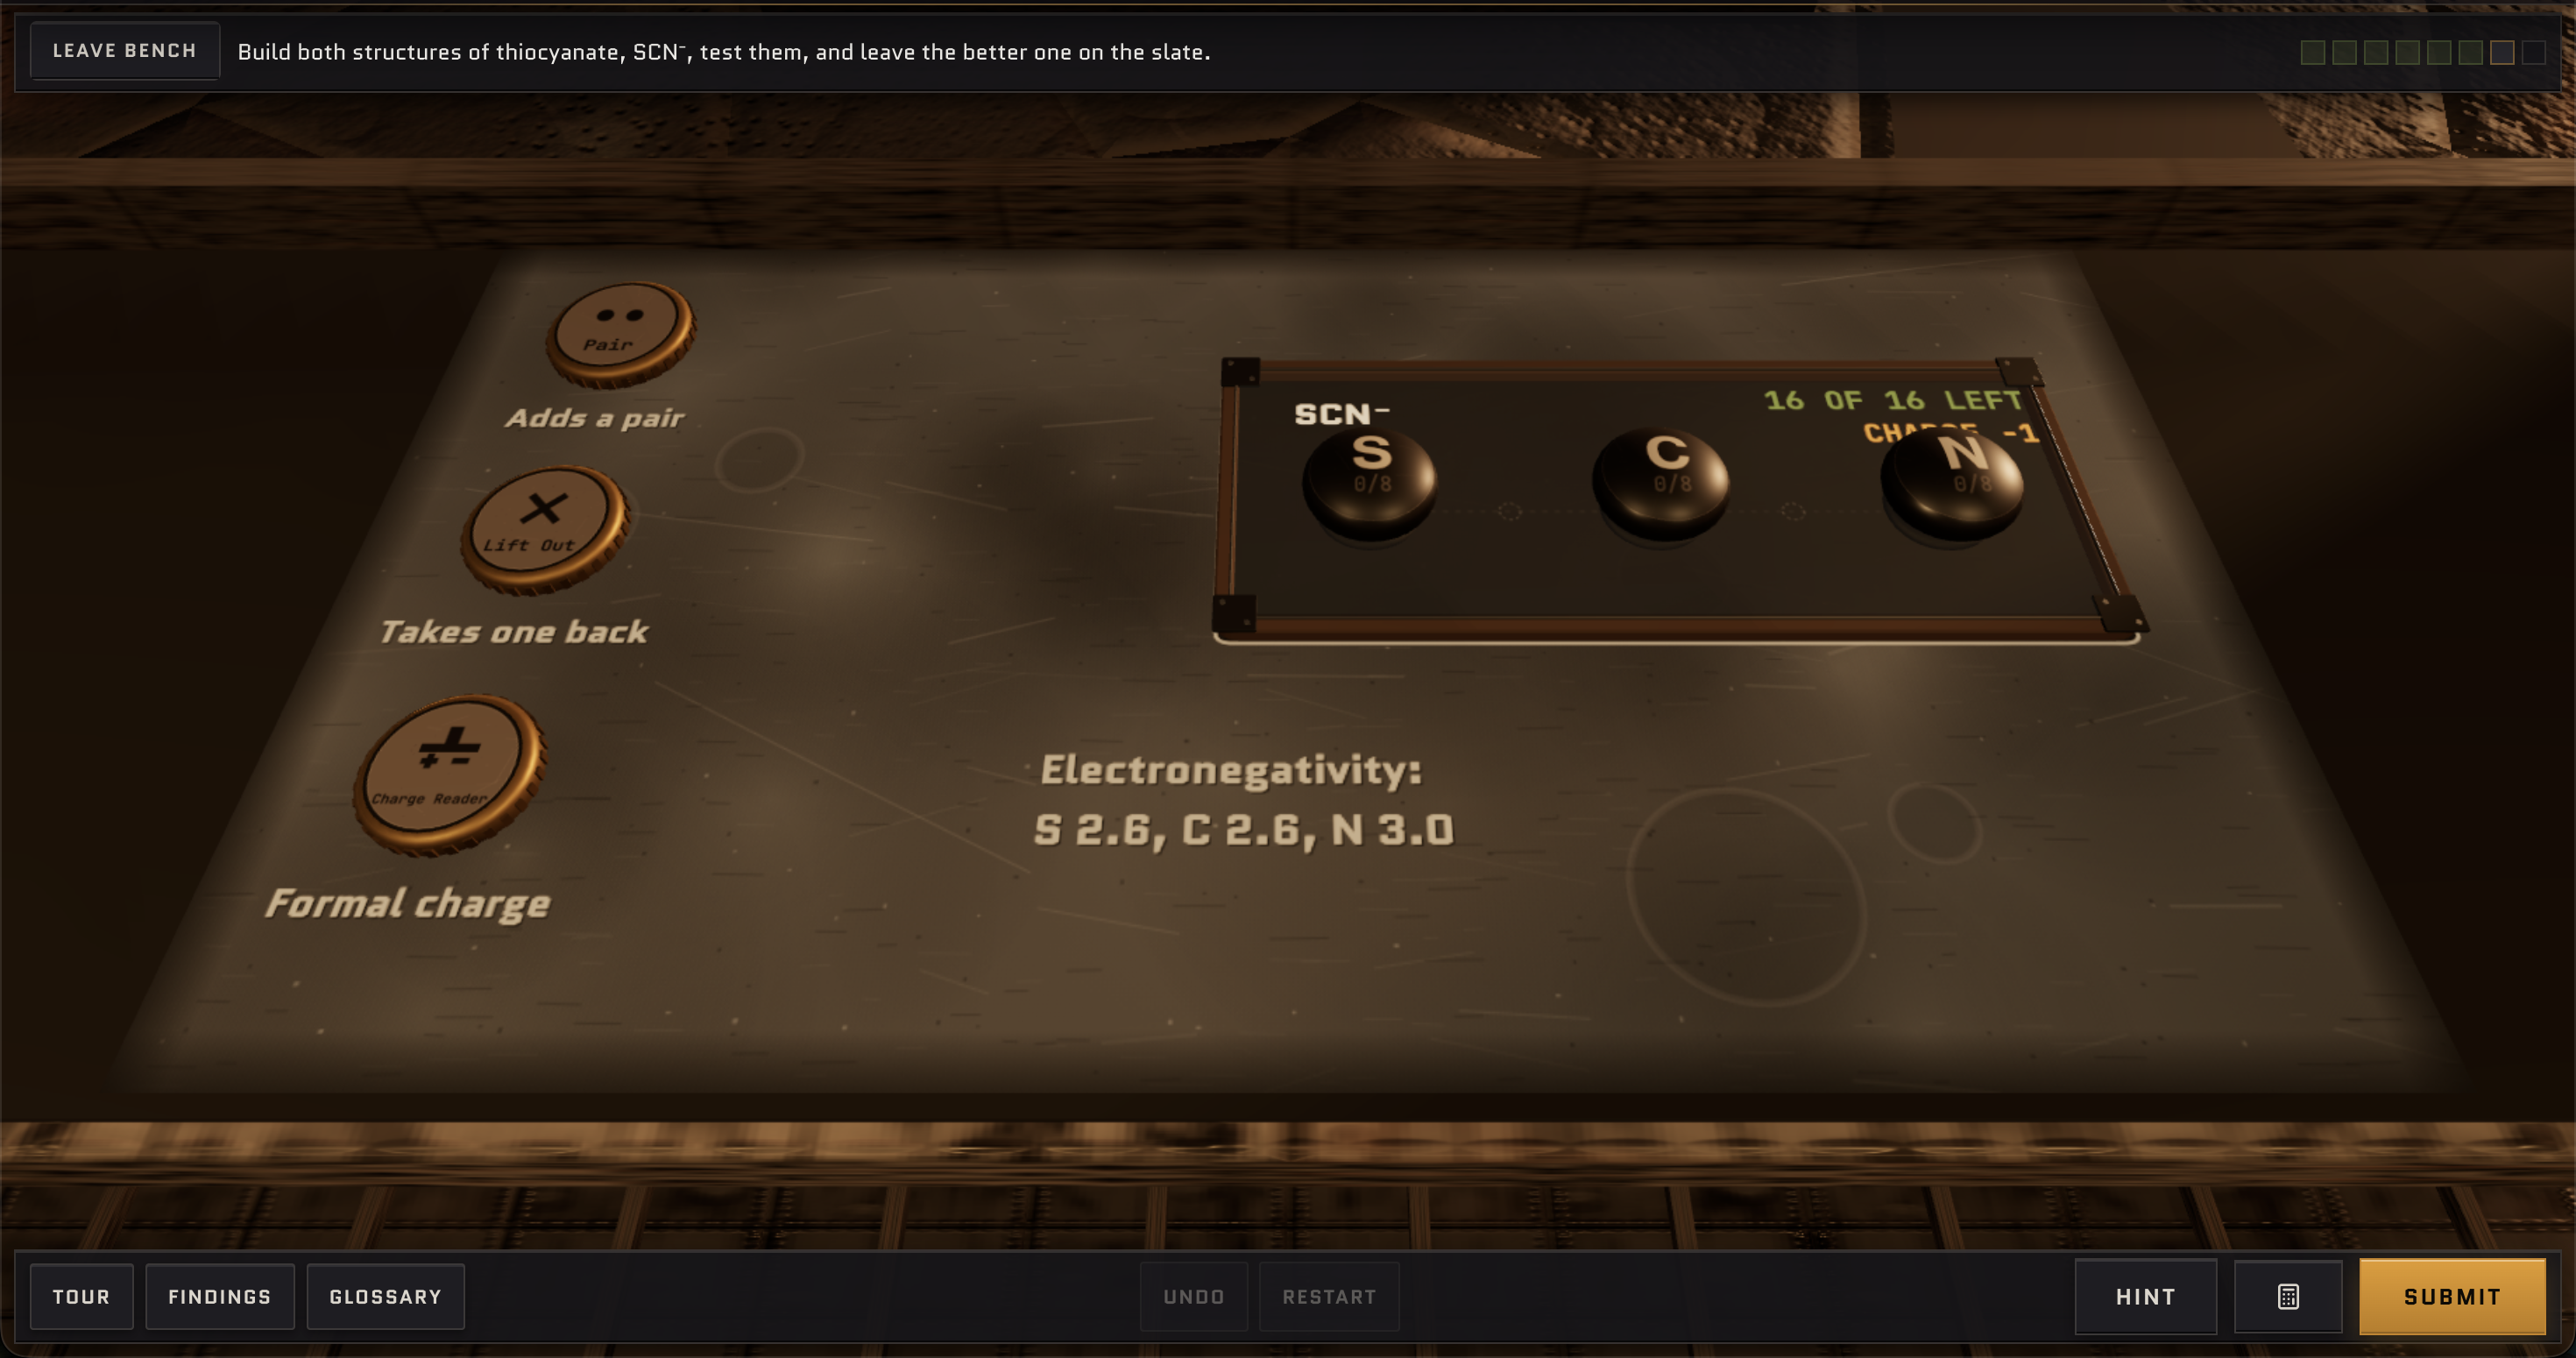 LEAVE BENCH
Build both structures of thiocyanate, SCN⁻, test them, and leave the better one on the slate.
Pair
Adds a pair
Lift Out
Takes one back
Charge Reader
Formal charge
SCN⁻
16 OF 16 LEFT
CHARGE -1
S
0/8
C
0/8
N
0/8
Electronegativity:
S 2.6, C 2.6, N 3.0
TOUR
FINDINGS
GLOSSARY
UNDO
RESTART
HINT
SUBMIT